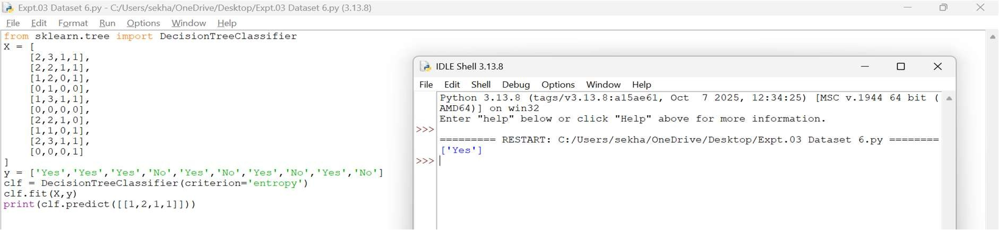 Expt.03 Dataset 6.py - C:/Users/sekha/OneDrive/Desktop/Expt.03 Dataset 6.py (3.13.8)
File Edit Format Run Options Window Help
from sklearn.tree import DecisionTreeClassifier
X = [
    [2,3,1,1],
    [2,2,1,1],
    [1,2,0,1],
    [0,1,0,0],
    [1,3,1,1],
    [0,0,0,0],
    [2,2,1,0],
    [1,1,0,1],
    [2,3,1,1],
    [0,0,0,1]
]
y = ['Yes','Yes','Yes','No','Yes','No','Yes','No','Yes','No']
clf = DecisionTreeClassifier(criterion='entropy')
clf.fit(X,y)
print(clf.predict([[1,2,1,1]]))
IDLE Shell 3.13.8
File Edit Shell Debug Options Window Help
Python 3.13.8 (tags/v3.13.8:a15ae61, Oct  7 2025, 12:34:25) [MSC v.1944 64 bit (
AMD64)] on win32
Enter "help" below or click "Help" above for more information.
>>>
========= RESTART: C:/Users/sekha/OneDrive/Desktop/Expt.03 Dataset 6.py ========
['Yes']
>>>